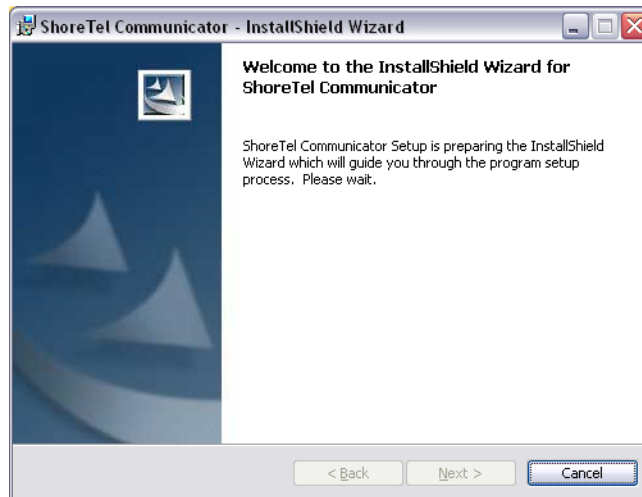 ShoreTel Communicator - InstallShield Wizard
Welcome to the InstallShield Wizard for
ShoreTel Communicator
ShoreTel Communicator Setup is preparing the InstallShield
Wizard which will guide you through the program setup
process. Please wait.
< Back
Next >
Cancel